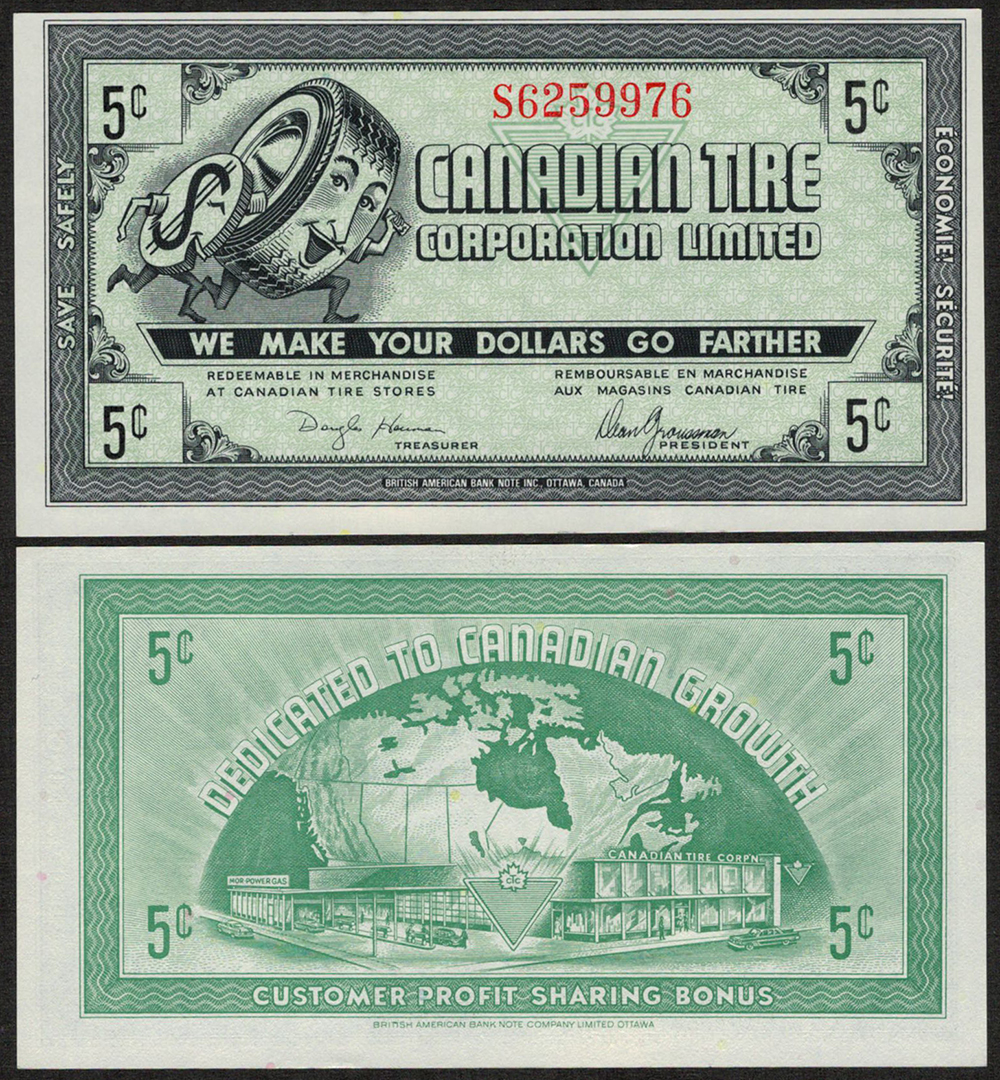 5¢
S6259976
5¢
CANADIAN TIRE
CORPORATION LIMITED
SAVE SAFELY
ÉCONOMIE! SÉCURITÉ!
WE MAKE YOUR DOLLARS GO FARTHER
REDEEMABLE IN MERCHANDISE
AT CANADIAN TIRE STORES
REMBOURSABLE EN MARCHANDISE
AUX MAGASINS CANADIAN TIRE
5¢
TREASURER
Dean Groussman
PRESIDENT
5¢
BRITISH AMERICAN BANK NOTE INC., OTTAWA, CANADA
5¢
DEDICATED TO CANADIAN GROWTH
5¢
MOR-POWER GAS
CTC
CANADIAN TIRE CORP'N.
5¢
5¢
CUSTOMER PROFIT SHARING BONUS
BRITISH AMERICAN BANK NOTE COMPANY LIMITED OTTAWA